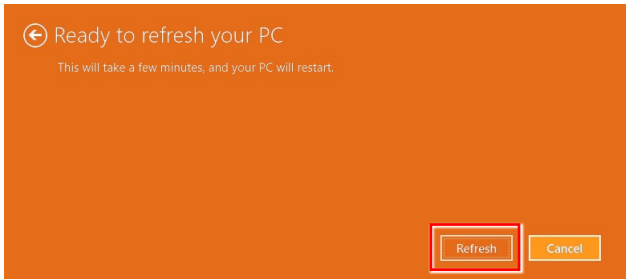 Ready to refresh your PC
This will take a few minutes, and your PC will restart.
Refresh
Cancel